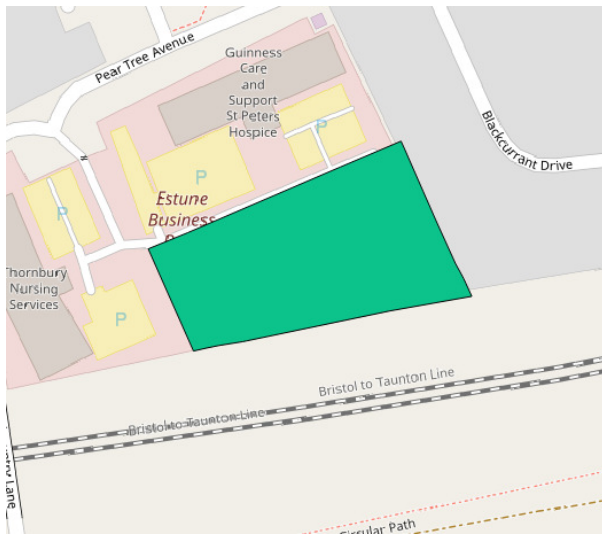 Pear Tree Avenue
Guinness
Care
and
Support
St Peters
Hospice
P
Blackcurrant Drive
P
Estune
Business
P
Thornbury
Nursing
Services
P
Bristol to Taunton Line
Bristol to Taunton Line
Lane
Circular Path